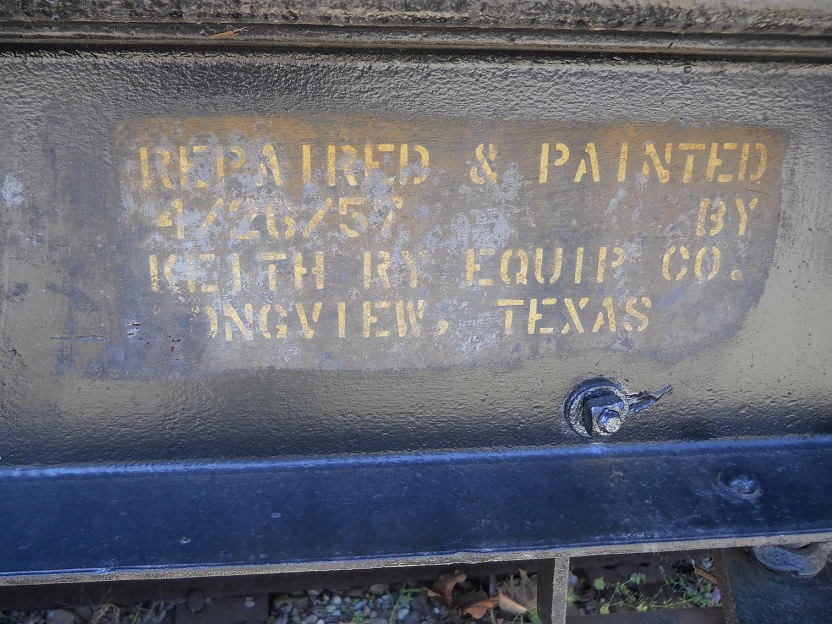 REPAIRED & PAINTED
4/26/57 BY
KEITH RY EQUIP CO.
ONGVIEW, TEXAS